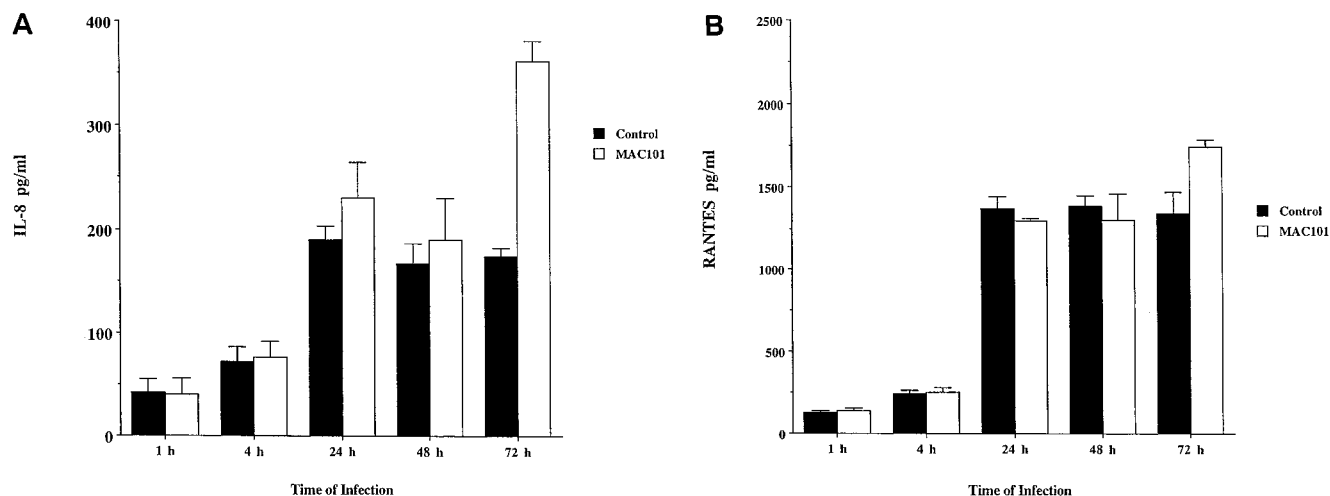 A
IL-8 pg/ml
400
300
200
100
0
1 h
4 h
24 h
48 h
72 h
Time of Infection
Control
MAC101
B
RANTES pg/ml
2500
2000
1500
1000
500
0
1 h
4 h
24 h
48 h
72 h
Time of Infection
Control
MAC101